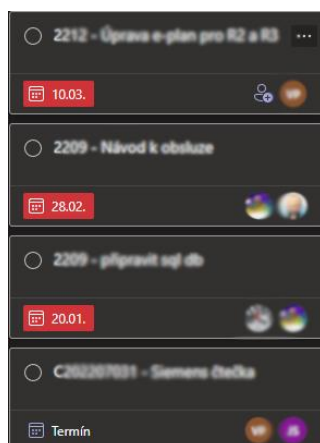 2212 - Úprava e-plan pro R2 a R3 ...
10.03.
2209 - Návod k obsluze
28.02.
2209 - připravit sql db
20.01.
C202207031 - Siemens čtečka
Termín